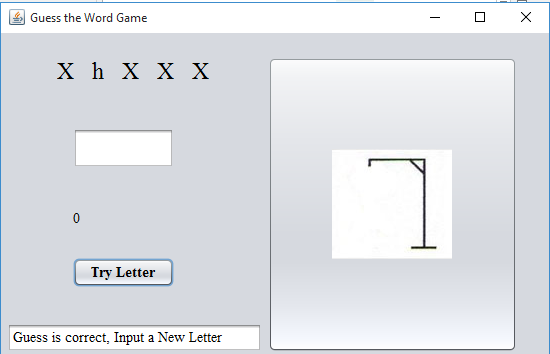 Guess the Word Game
X h X X X
0
Try Letter
Guess is correct, Input a New Letter